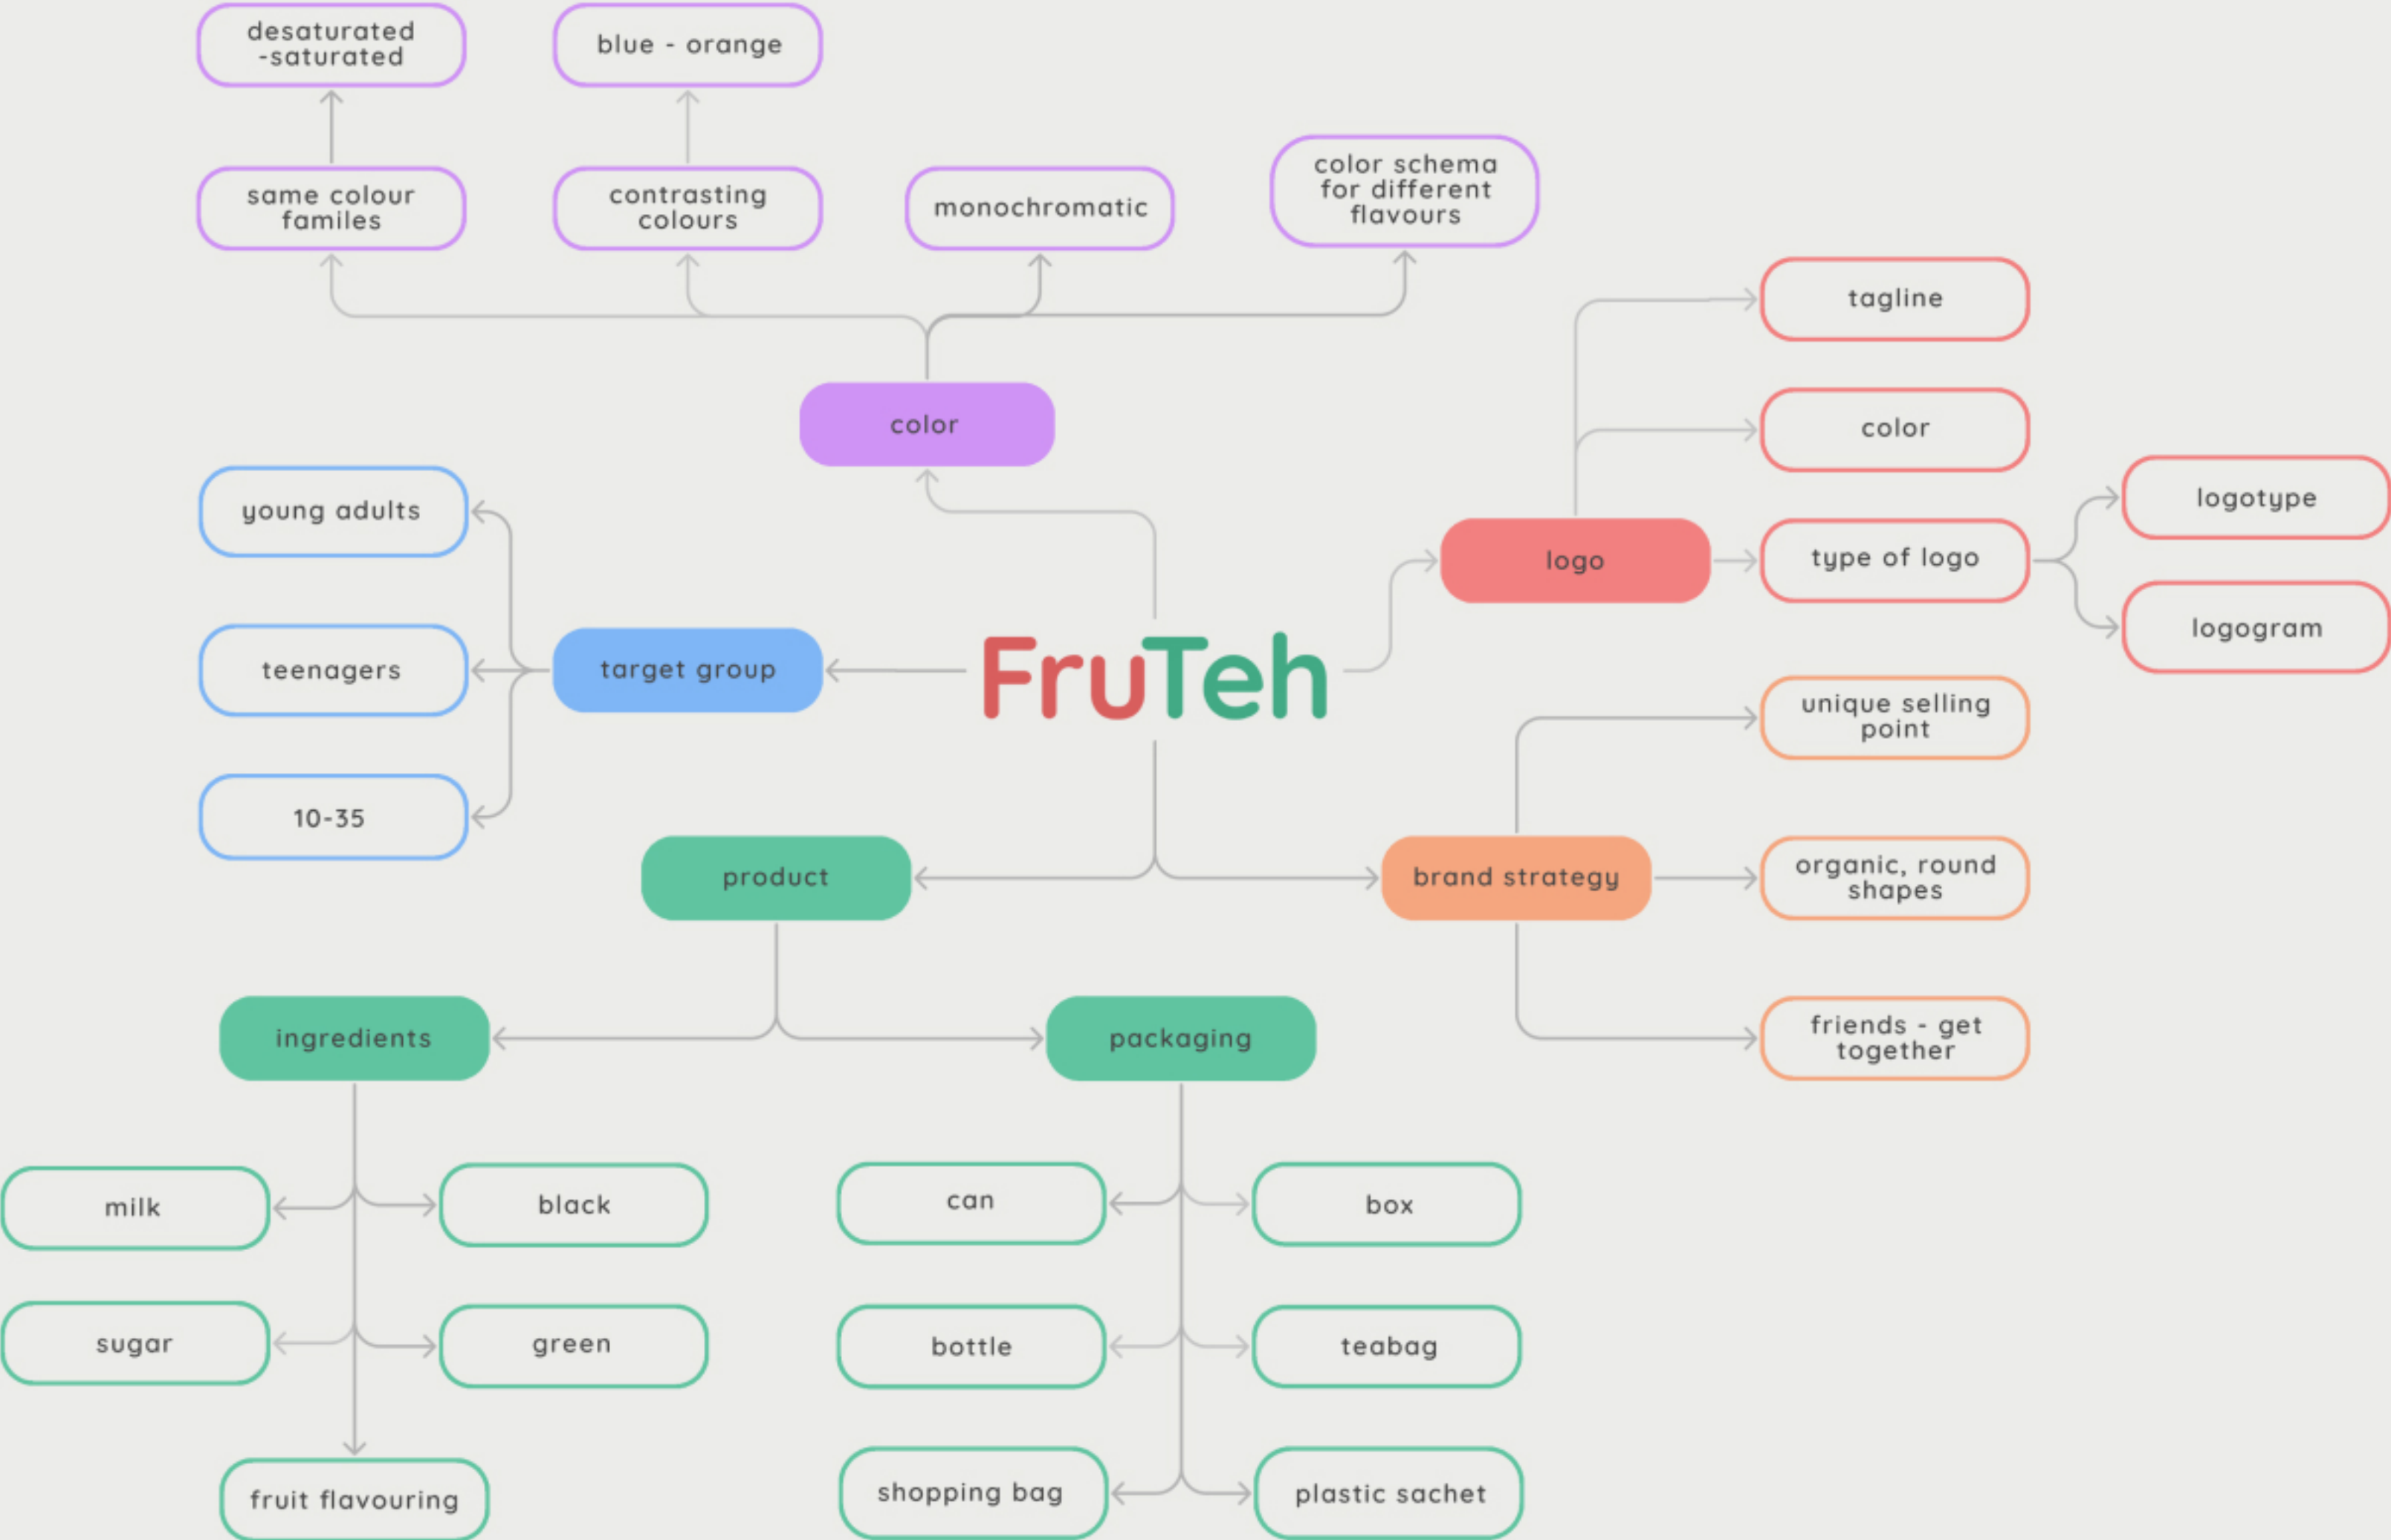 desaturated
-saturated
blue - orange
same colour
familes
contrasting
colours
monochromatic
color schema
for different
flavours
tagline
color
color
young adults
logotype
logo
type of logo
logogram
teenagers
target group
FruTeh
unique selling
point
10-35
product
brand strategy
organic, round
shapes
ingredients
packaging
friends - get
together
milk
black
can
box
sugar
green
bottle
teabag
fruit flavouring
shopping bag
plastic sachet